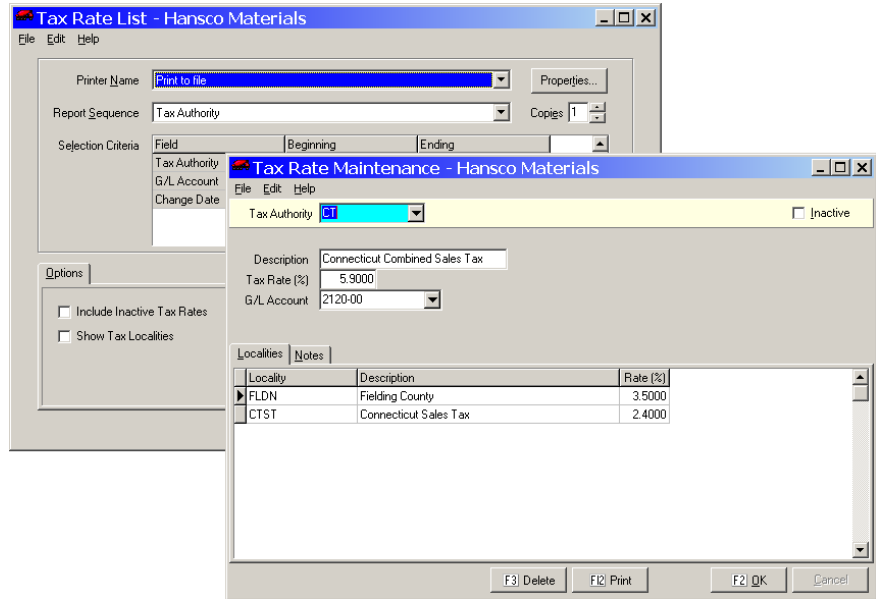 Tax Rate List - Hansco Materials
File Edit Help
Printer Name Print to file Properties...
Report Sequence Tax Authority Copies 1
Selection Criteria Field Beginning Ending
Tax Authority
G/L Account
Change Date
Options
Include Inactive Tax Rates
Show Tax Localities
Tax Rate Maintenance - Hansco Materials
File Edit Help
Tax Authority CT Inactive
Description Connecticut Combined Sales Tax
Tax Rate (%) 5.9000
G/L Account 2120-00
Localities Notes
Locality Description Rate (%)
FLDN Fielding County 3.5000
CTST Connecticut Sales Tax 2.4000
F3 Delete F12 Print F2 OK Cancel